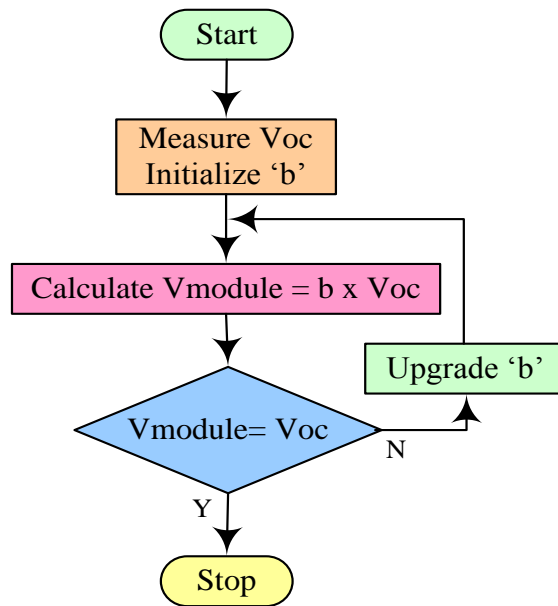 Start
Measure Voc
Initialize ‘b’
Calculate Vmodule = b x Voc
Upgrade ‘b’
Vmodule= Voc
N
Y
Stop